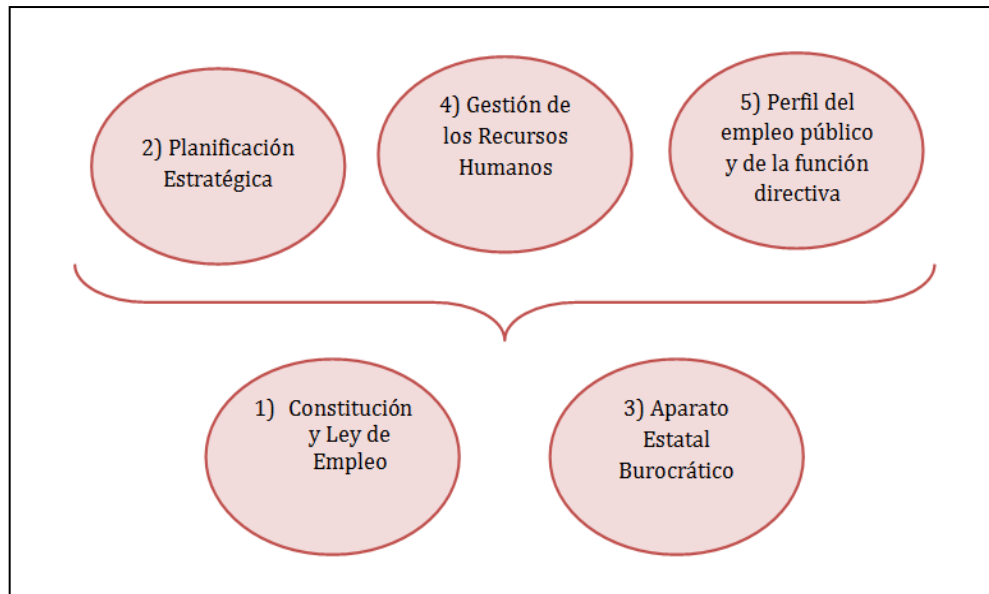 2) Planificación
Estratégica
4) Gestión de
los Recursos
Humanos
5) Perfil del
empleo público
y de la función
directiva
1) Constitución
y Ley de
Empleo
3) Aparato
Estatal
Burocrático